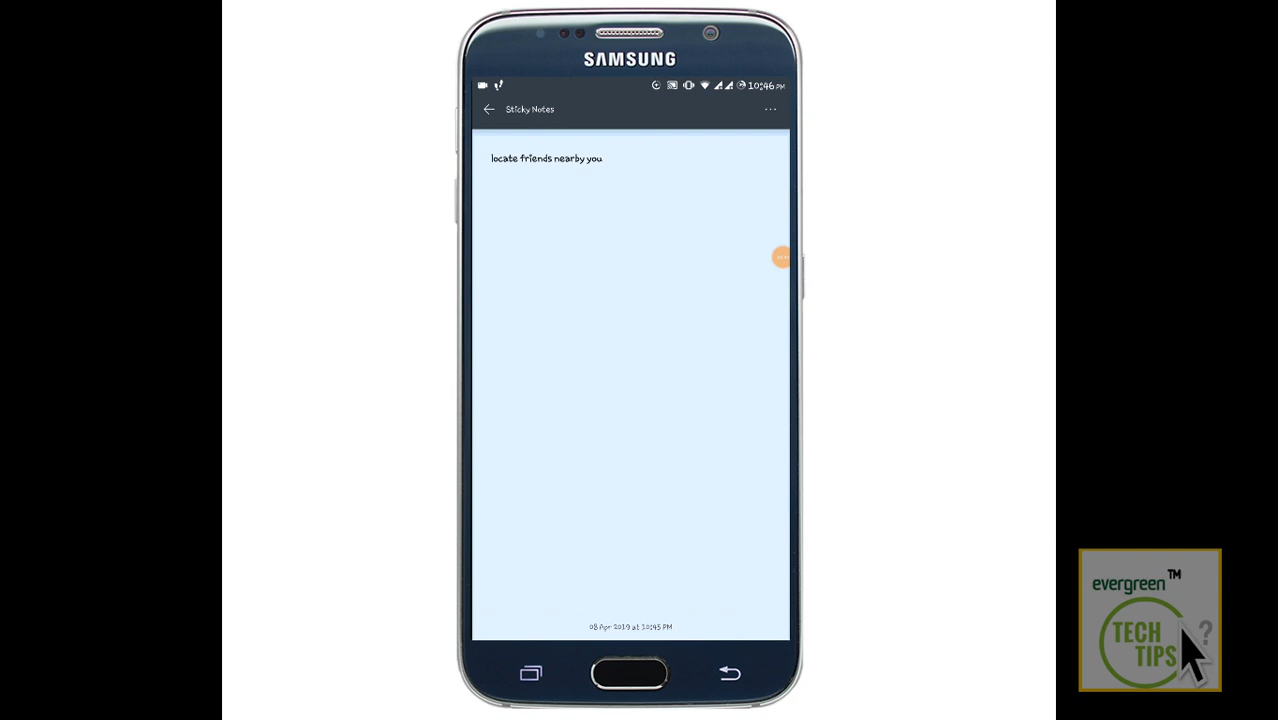 SAMSUNG
10:46 PM
Sticky Notes
locate friends nearby you
08 Apr 2019 at 10:45 PM
evergreen™
TECH
TIPS
?